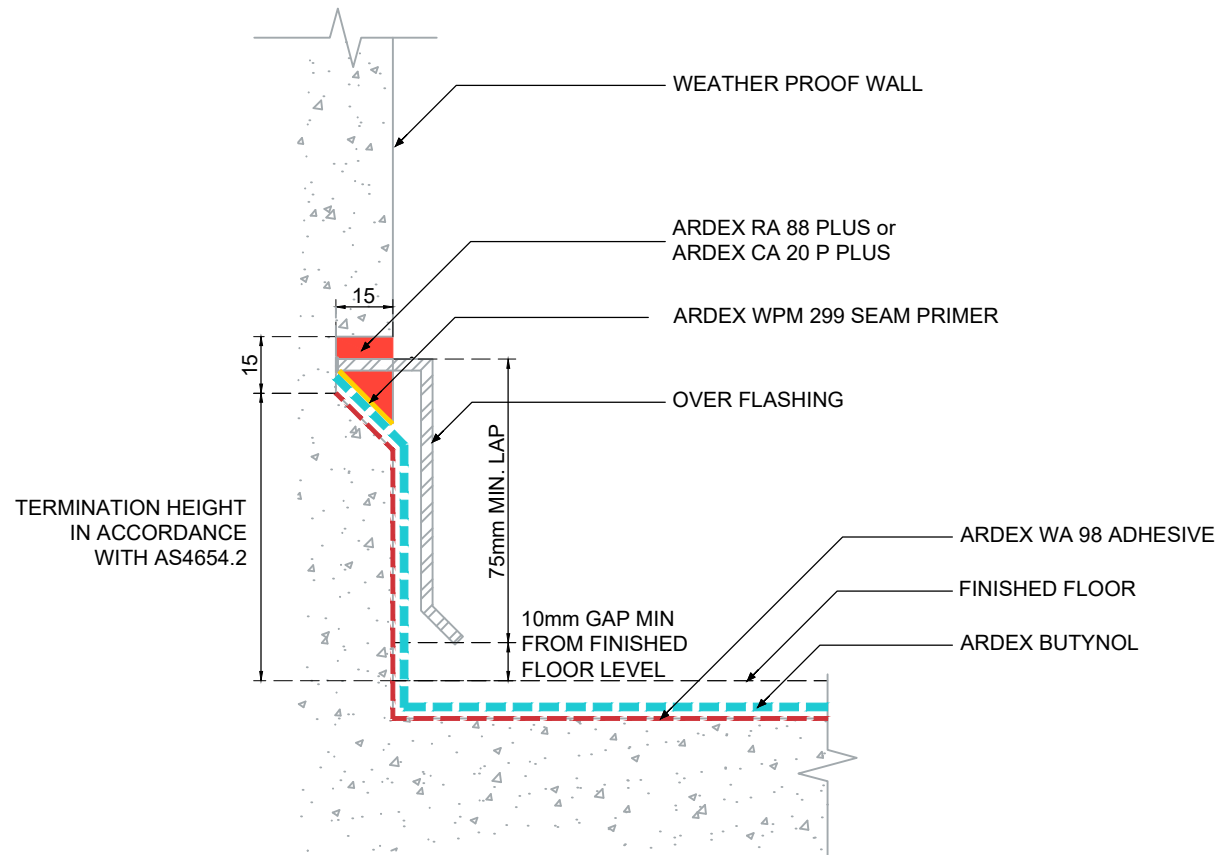 WEATHER PROOF WALL
ARDEX RA 88 PLUS or
ARDEX CA 20 P PLUS
15
ARDEX WPM 299 SEAM PRIMER
15
OVER FLASHING
75mm MIN. LAP
TERMINATION HEIGHT
IN ACCORDANCE
WITH AS4654.2
ARDEX WA 98 ADHESIVE
FINISHED FLOOR
10mm GAP MIN
FROM FINISHED
FLOOR LEVEL
ARDEX BUTYNOL